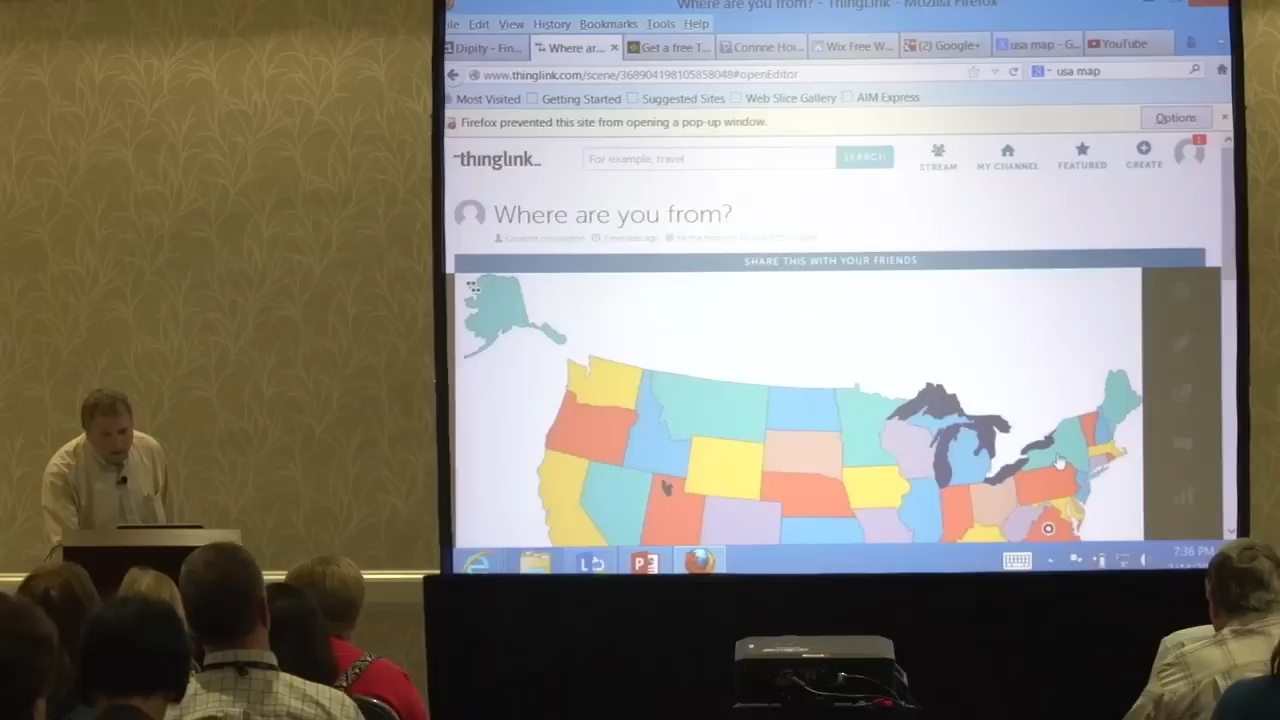 Where are you from? - ThingLink - Mozilla Firefox
ile Edit View History Bookmarks Tools Help
Dipity - Fin... Where ar... × Get a free T... Corinne Ho... Wix Free W... (2) Google+ usa map - G... YouTube
www.thinglink.com/scene/368904198105858048#openEditor usa map
Most Visited Getting Started Suggested Sites Web Slice Gallery AIM Express
Firefox prevented this site from opening a pop-up window. Options ×
thinglink For example, travel SEARCH STREAM MY CHANNEL FEATURED CREATE 1
Where are you from?
minutes ago
SHARE THIS WITH YOUR FRIENDS
7:36 PM